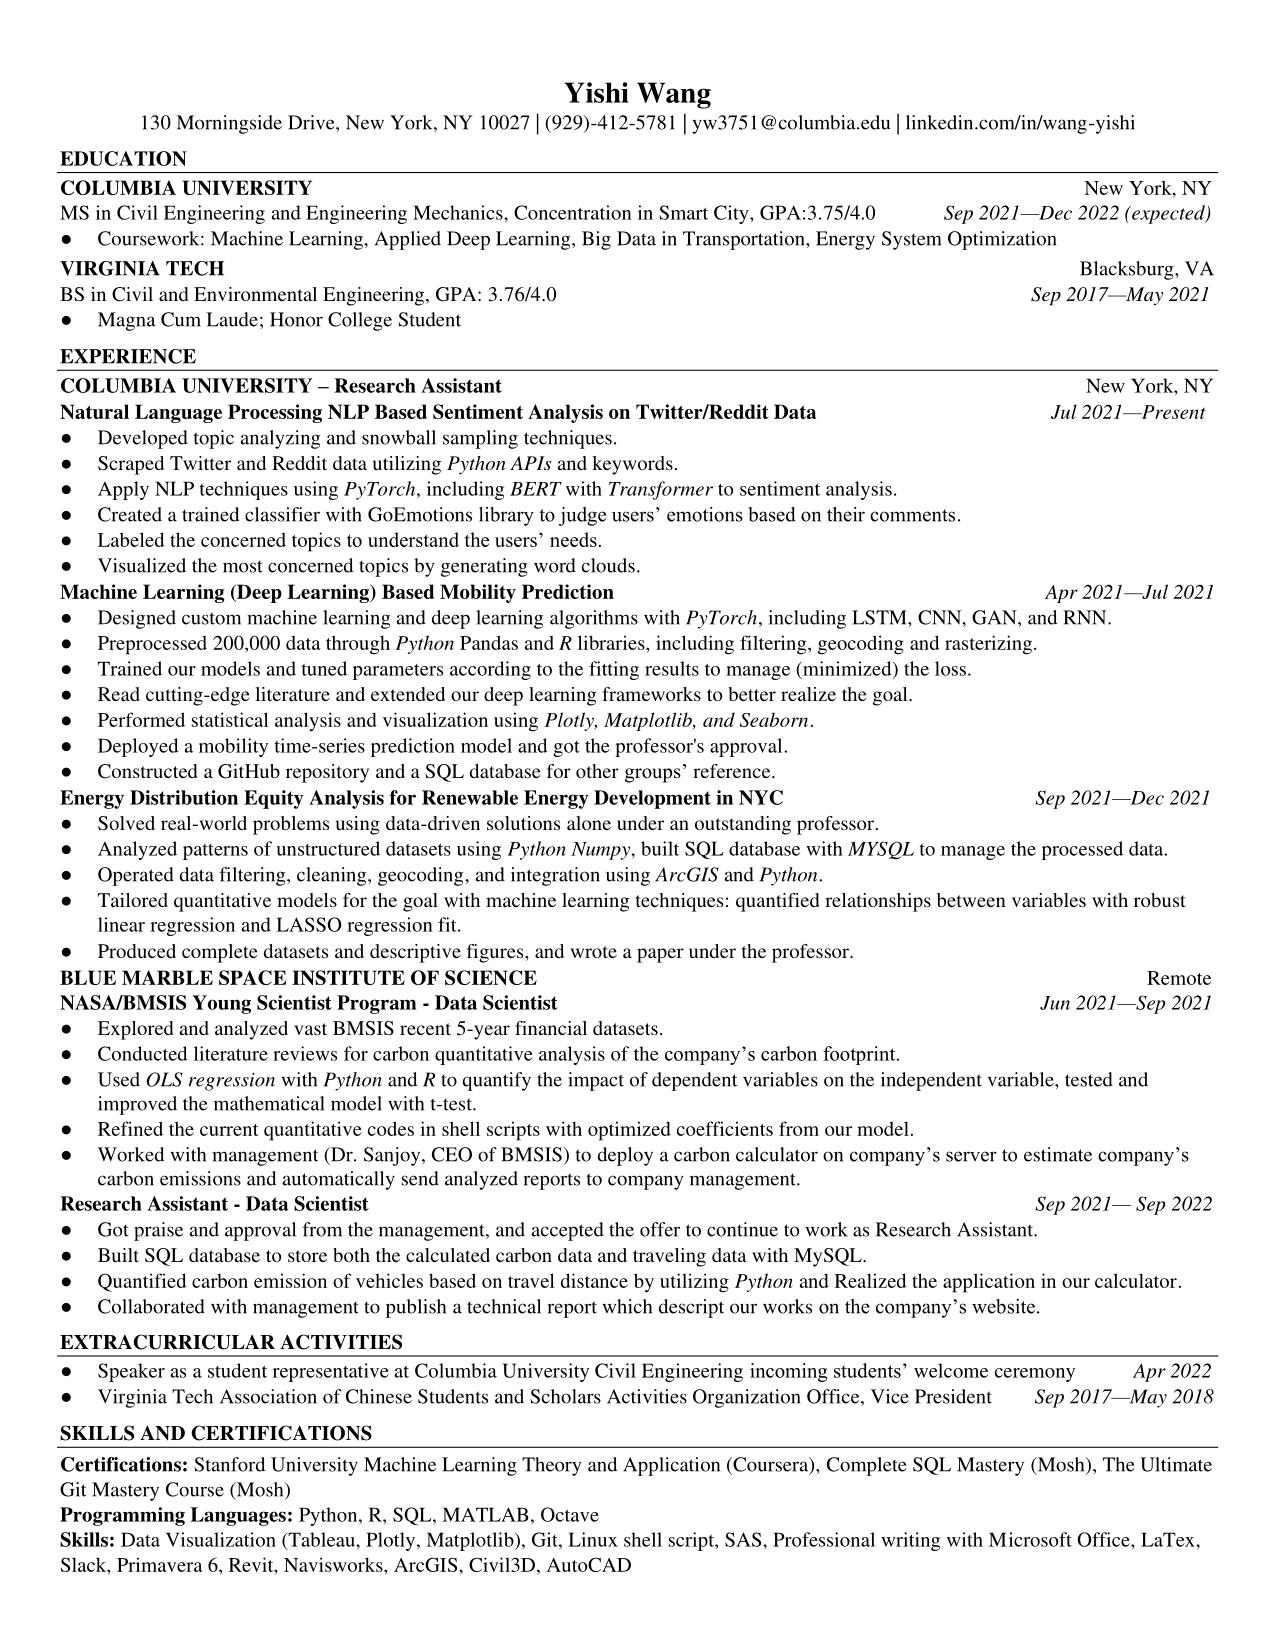 Yishi Wang
130 Morningside Drive, New York, NY 10027 | (929)-412-5781 | yw3751@columbia.edu | linkedin.com/in/wang-yishi
EDUCATION
COLUMBIA UNIVERSITY New York, NY
MS in Civil Engineering and Engineering Mechanics, Concentration in Smart City, GPA:3.75/4.0 Sep 2021—Dec 2022 (expected)
● Coursework: Machine Learning, Applied Deep Learning, Big Data in Transportation, Energy System Optimization
VIRGINIA TECH Blacksburg, VA
BS in Civil and Environmental Engineering, GPA: 3.76/4.0 Sep 2017—May 2021
● Magna Cum Laude; Honor College Student
EXPERIENCE
COLUMBIA UNIVERSITY – Research Assistant New York, NY
Natural Language Processing NLP Based Sentiment Analysis on Twitter/Reddit Data Jul 2021—Present
● Developed topic analyzing and snowball sampling techniques.
● Scraped Twitter and Reddit data utilizing Python APIs and keywords.
● Apply NLP techniques using PyTorch, including BERT with Transformer to sentiment analysis.
● Created a trained classifier with GoEmotions library to judge users’ emotions based on their comments.
● Labeled the concerned topics to understand the users’ needs.
● Visualized the most concerned topics by generating word clouds.
Machine Learning (Deep Learning) Based Mobility Prediction Apr 2021—Jul 2021
● Designed custom machine learning and deep learning algorithms with PyTorch, including LSTM, CNN, GAN, and RNN.
● Preprocessed 200,000 data through Python Pandas and R libraries, including filtering, geocoding and rasterizing.
● Trained our models and tuned parameters according to the fitting results to manage (minimized) the loss.
● Read cutting-edge literature and extended our deep learning frameworks to better realize the goal.
● Performed statistical analysis and visualization using Plotly, Matplotlib, and Seaborn.
● Deployed a mobility time-series prediction model and got the professor's approval.
● Constructed a GitHub repository and a SQL database for other groups’ reference.
Energy Distribution Equity Analysis for Renewable Energy Development in NYC Sep 2021—Dec 2021
● Solved real-world problems using data-driven solutions alone under an outstanding professor.
● Analyzed patterns of unstructured datasets using Python Numpy, built SQL database with MYSQL to manage the processed data.
● Operated data filtering, cleaning, geocoding, and integration using ArcGIS and Python.
● Tailored quantitative models for the goal with machine learning techniques: quantified relationships between variables with robust
linear regression and LASSO regression fit.
● Produced complete datasets and descriptive figures, and wrote a paper under the professor.
BLUE MARBLE SPACE INSTITUTE OF SCIENCE Remote
NASA/BMSIS Young Scientist Program - Data Scientist Jun 2021—Sep 2021
● Explored and analyzed vast BMSIS recent 5-year financial datasets.
● Conducted literature reviews for carbon quantitative analysis of the company’s carbon footprint.
● Used OLS regression with Python and R to quantify the impact of dependent variables on the independent variable, tested and
improved the mathematical model with t-test.
● Refined the current quantitative codes in shell scripts with optimized coefficients from our model.
● Worked with management (Dr. Sanjoy, CEO of BMSIS) to deploy a carbon calculator on company’s server to estimate company’s
carbon emissions and automatically send analyzed reports to company management.
Research Assistant - Data Scientist Sep 2021— Sep 2022
● Got praise and approval from the management, and accepted the offer to continue to work as Research Assistant.
● Built SQL database to store both the calculated carbon data and traveling data with MySQL.
● Quantified carbon emission of vehicles based on travel distance by utilizing Python and Realized the application in our calculator.
● Collaborated with management to publish a technical report which descript our works on the company’s website.
EXTRACURRICULAR ACTIVITIES
● Speaker as a student representative at Columbia University Civil Engineering incoming students’ welcome ceremony Apr 2022
● Virginia Tech Association of Chinese Students and Scholars Activities Organization Office, Vice President Sep 2017—May 2018
SKILLS AND CERTIFICATIONS
Certifications: Stanford University Machine Learning Theory and Application (Coursera), Complete SQL Mastery (Mosh), The Ultimate
Git Mastery Course (Mosh)
Programming Languages: Python, R, SQL, MATLAB, Octave
Skills: Data Visualization (Tableau, Plotly, Matplotlib), Git, Linux shell script, SAS, Professional writing with Microsoft Office, LaTex,
Slack, Primavera 6, Revit, Navisworks, ArcGIS, Civil3D, AutoCAD